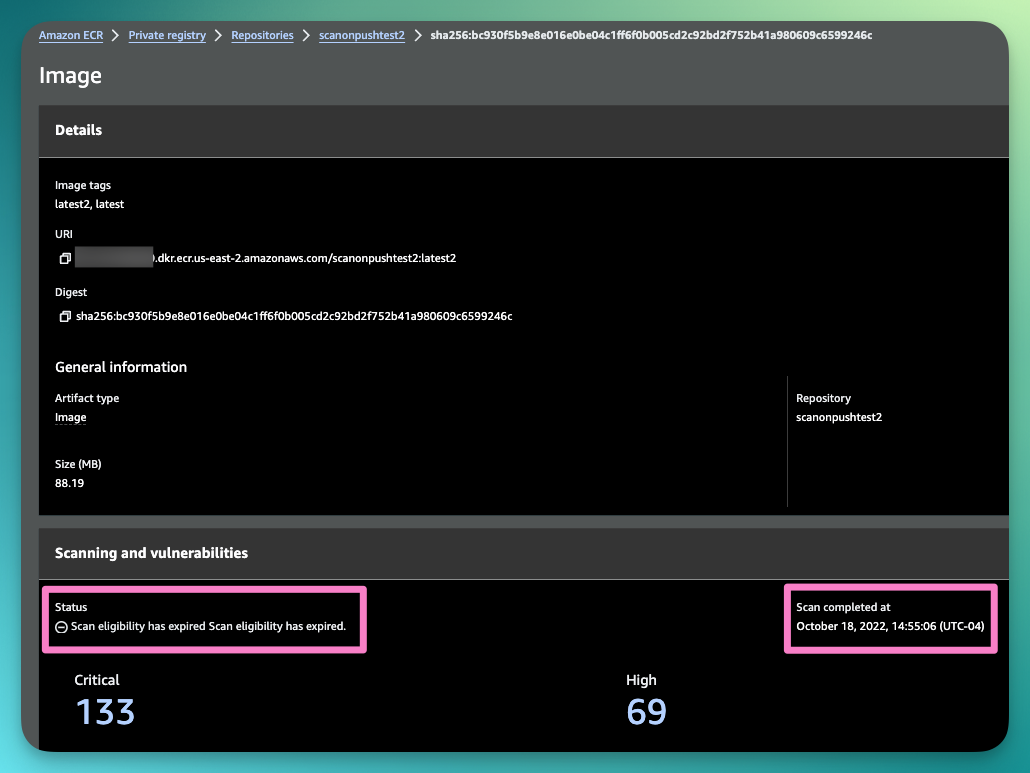 Amazon ECR > Private registry > Repositories > scanonpushtest2 > sha256:bc930f5b9e8e016e0be04c1ff6f0b005cd2c92bd2f752b41a980609c6599246c
Image
Details
Image tags
latest2, latest
URI
.dkr.ecr.us-east-2.amazonaws.com/scanonpushtest2:latest2
Digest
sha256:bc930f5b9e8e016e0be04c1ff6f0b005cd2c92bd2f752b41a980609c6599246c
General information
Artifact type
Image
Repository
scanonpushtest2
Size (MB)
88.19
Scanning and vulnerabilities
Status
Scan eligibility has expired Scan eligibility has expired.
Scan completed at
October 18, 2022, 14:55:06 (UTC-04)
Critical
133
High
69